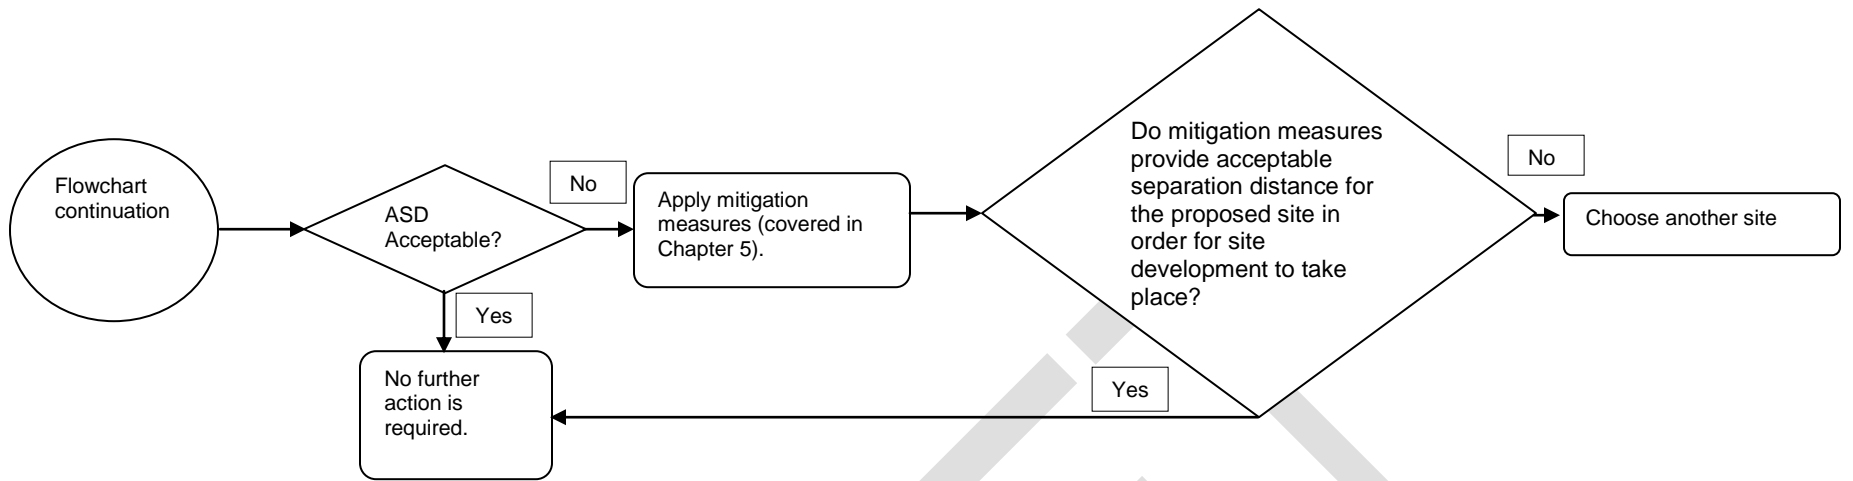 Flowchart
continuation
ASD
Acceptable?
No
Yes
No further
action is
required.
Apply mitigation
measures (covered in
Chapter 5).
Do mitigation measures
provide acceptable
separation distance for
the proposed site in
order for site
development to take
place?
Yes
No
Choose another site